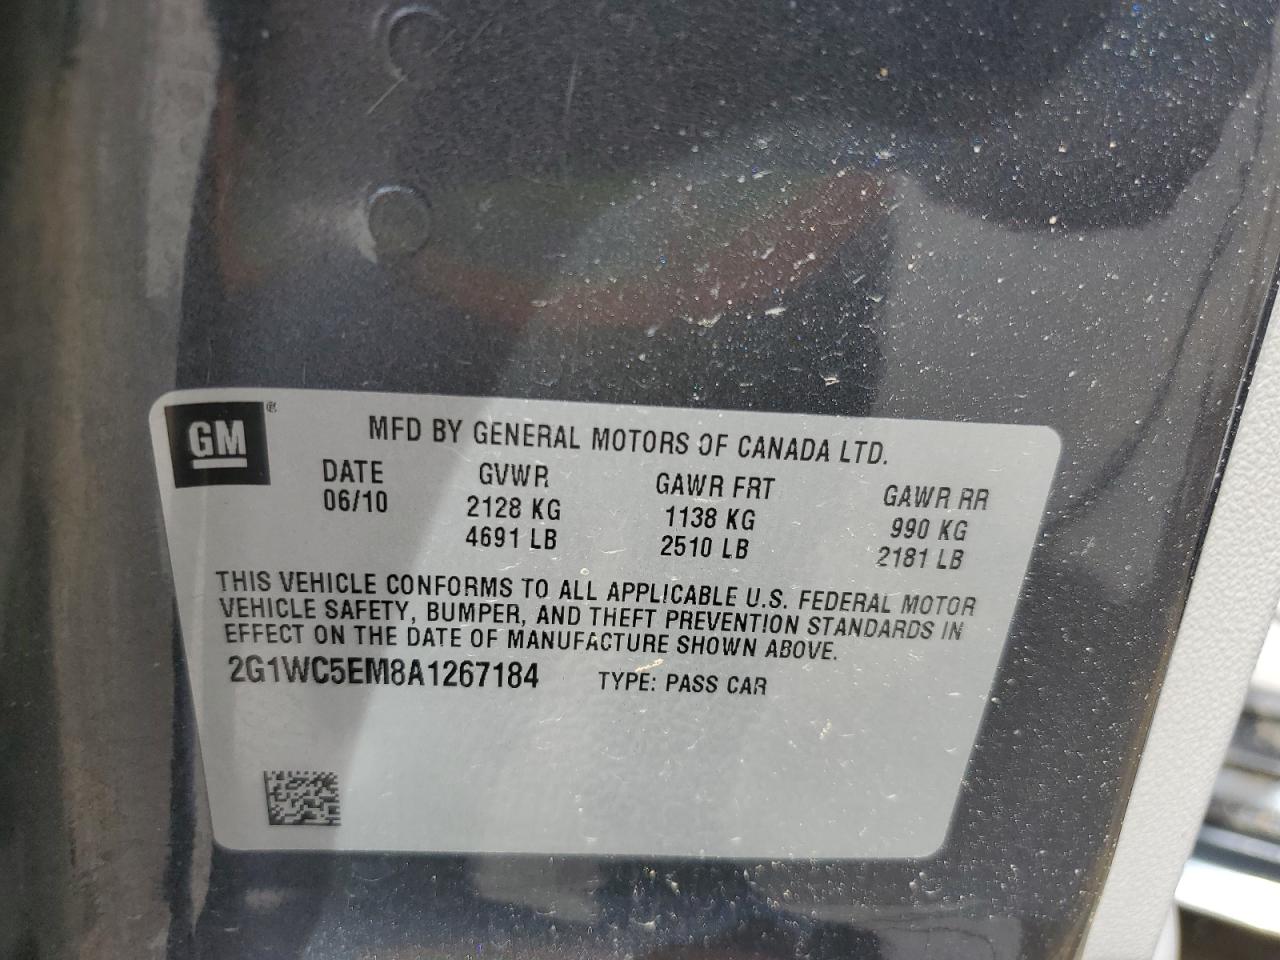 GM
MFD BY GENERAL MOTORS OF CANADA LTD.
DATE GVWR GAWR FRT GAWR RR
06/10 2128 KG 1138 KG 990 KG
4691 LB 2510 LB 2181 LB
THIS VEHICLE CONFORMS TO ALL APPLICABLE U.S. FEDERAL MOTOR
VEHICLE SAFETY, BUMPER, AND THEFT PREVENTION STANDARDS IN
EFFECT ON THE DATE OF MANUFACTURE SHOWN ABOVE.
2G1WC5EM8A1267184 TYPE: PASS CAR